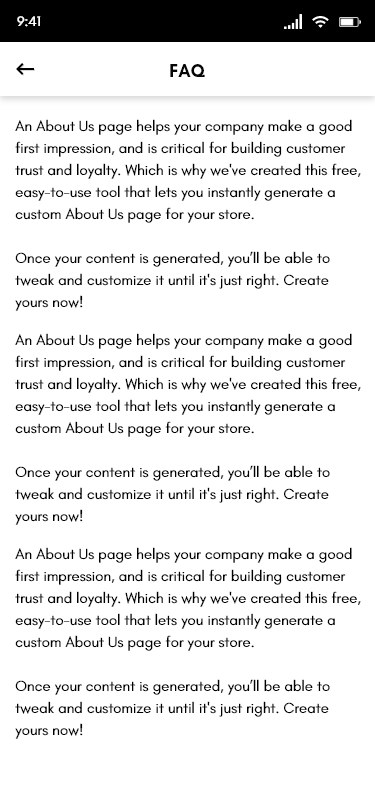 9:41
FAQ
An About Us page helps your company make a good
first impression, and is critical for building customer
trust and loyalty. Which is why we've created this free,
easy-to-use tool that lets you instantly generate a
custom About Us page for your store.
Once your content is generated, you'll be able to
tweak and customize it until it's just right. Create
yours now!
An About Us page helps your company make a good
first impression, and is critical for building customer
trust and loyalty. Which is why we've created this free,
easy-to-use tool that lets you instantly generate a
custom About Us page for your store.
Once your content is generated, you'll be able to
tweak and customize it until it's just right. Create
yours now!
An About Us page helps your company make a good
first impression, and is critical for building customer
trust and loyalty. Which is why we've created this free,
easy-to-use tool that lets you instantly generate a
custom About Us page for your store.
Once your content is generated, you'll be able to
tweak and customize it until it's just right. Create
yours now!